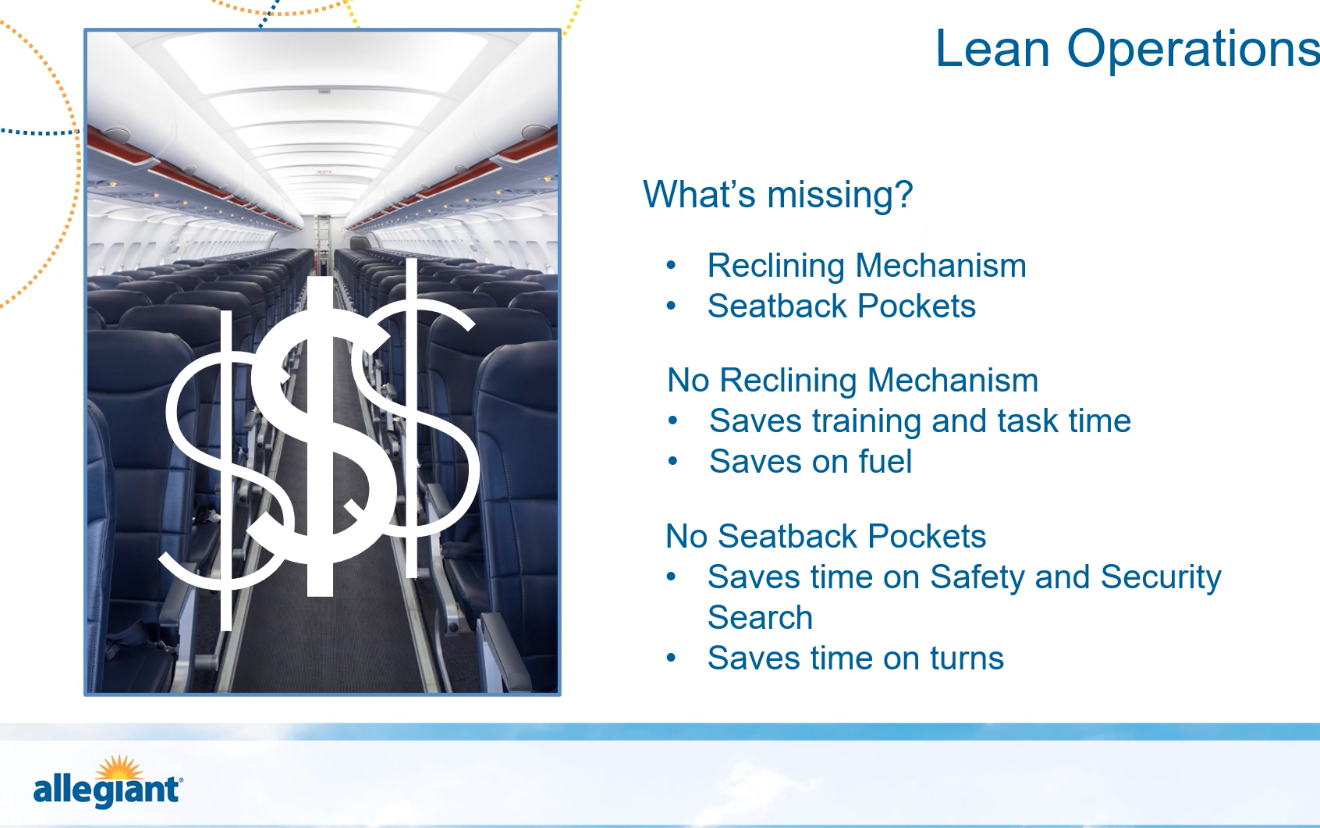 Lean Operations
What’s missing?
• Reclining Mechanism
• Seatback Pockets
No Reclining Mechanism
• Saves training and task time
• Saves on fuel
No Seatback Pockets
• Saves time on Safety and Security
Search
• Saves time on turns
$$$
allegiant®